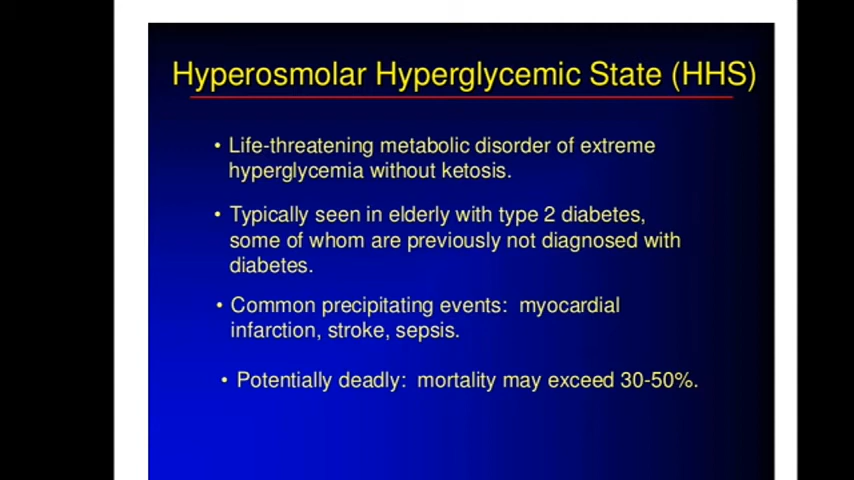 Hyperosmolar Hyperglycemic State (HHS)
• Life-threatening metabolic disorder of extreme
hyperglycemia without ketosis.
• Typically seen in elderly with type 2 diabetes,
some of whom are previously not diagnosed with
diabetes.
• Common precipitating events: myocardial
infarction, stroke, sepsis.
• Potentially deadly: mortality may exceed 30-50%.